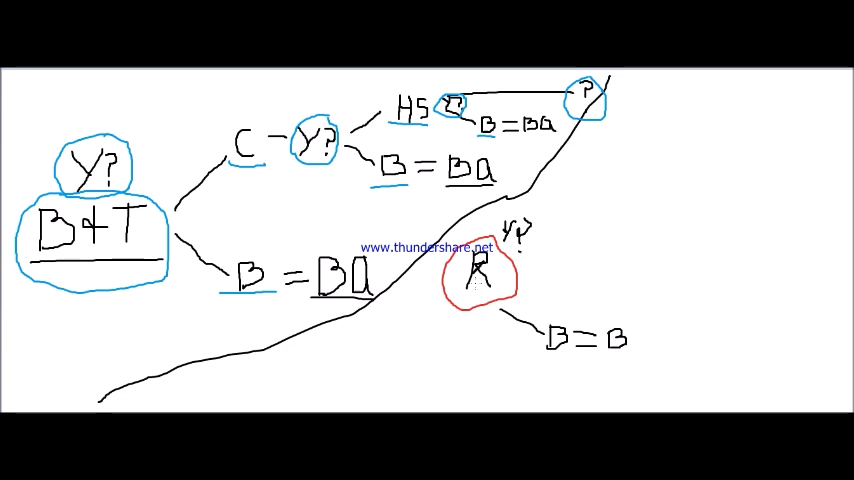 HS Y? ?
B = Ba
C - Y?
B = Ba
Y?
B & T
B = Ba
www.thundershare.net
Y?
R
B = B